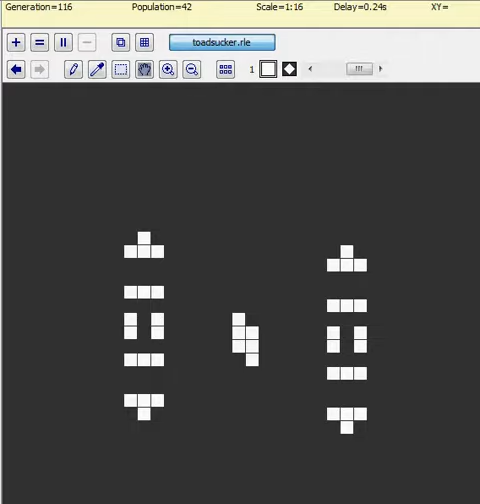 Generation=116 Population=42 Scale=1:16 Delay=0.24s XY=
toadsucker.rle
1